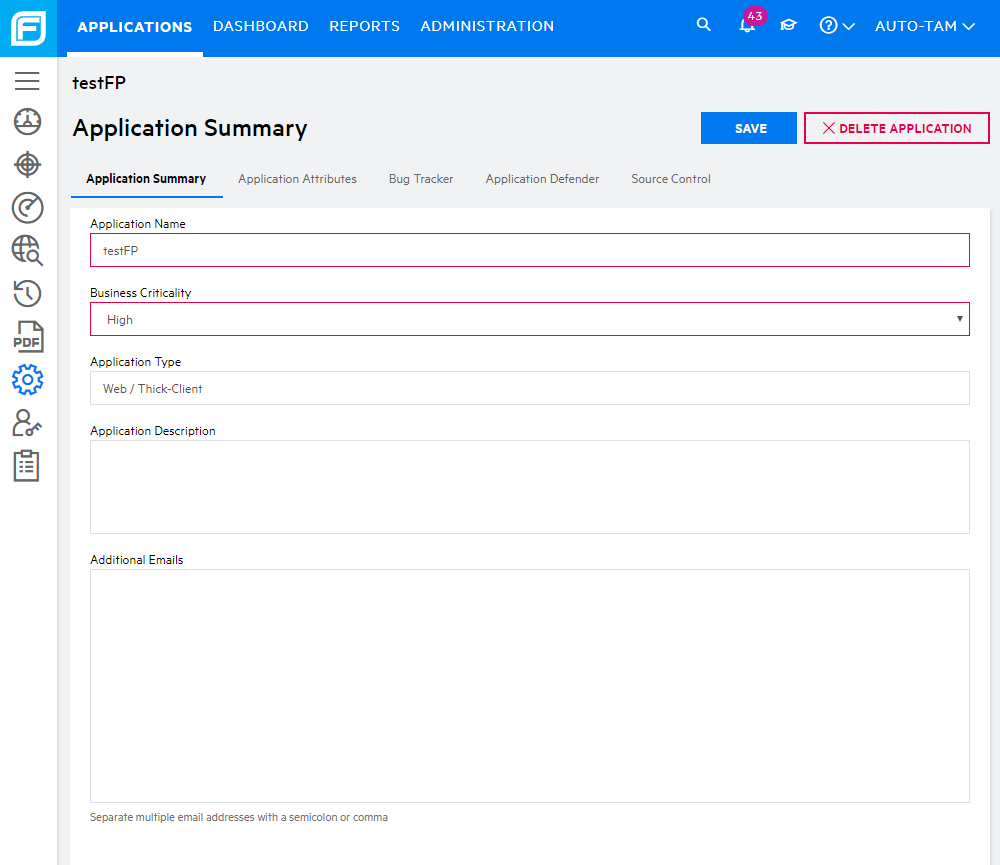 APPLICATIONS DASHBOARD REPORTS ADMINISTRATION 43 AUTO-TAM
testFP
Application Summary SAVE DELETE APPLICATION
Application Summary Application Attributes Bug Tracker Application Defender Source Control
Application Name
testFP
Business Criticality
High
PDF
Application Type
Web / Thick-Client
Application Description
Additional Emails
Separate multiple email addresses with a semicolon or comma